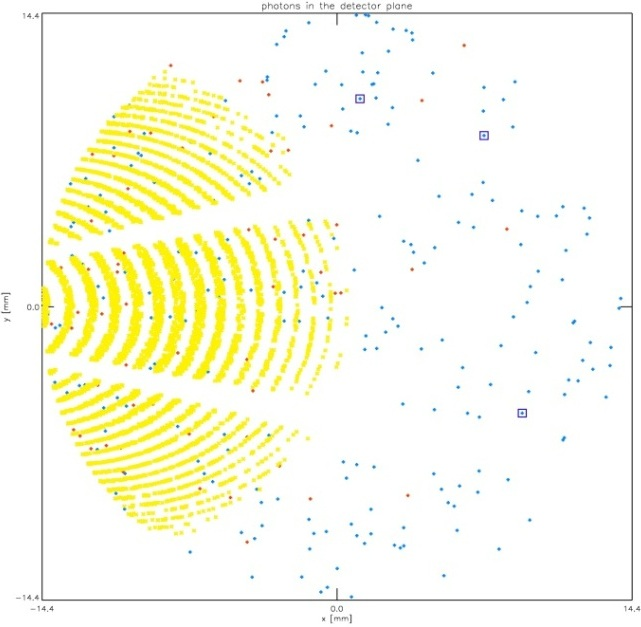 photons in the detector plane
14,4
y [mm]
0.0
-14,4
-14.4
0.0
14.4
x [mm]